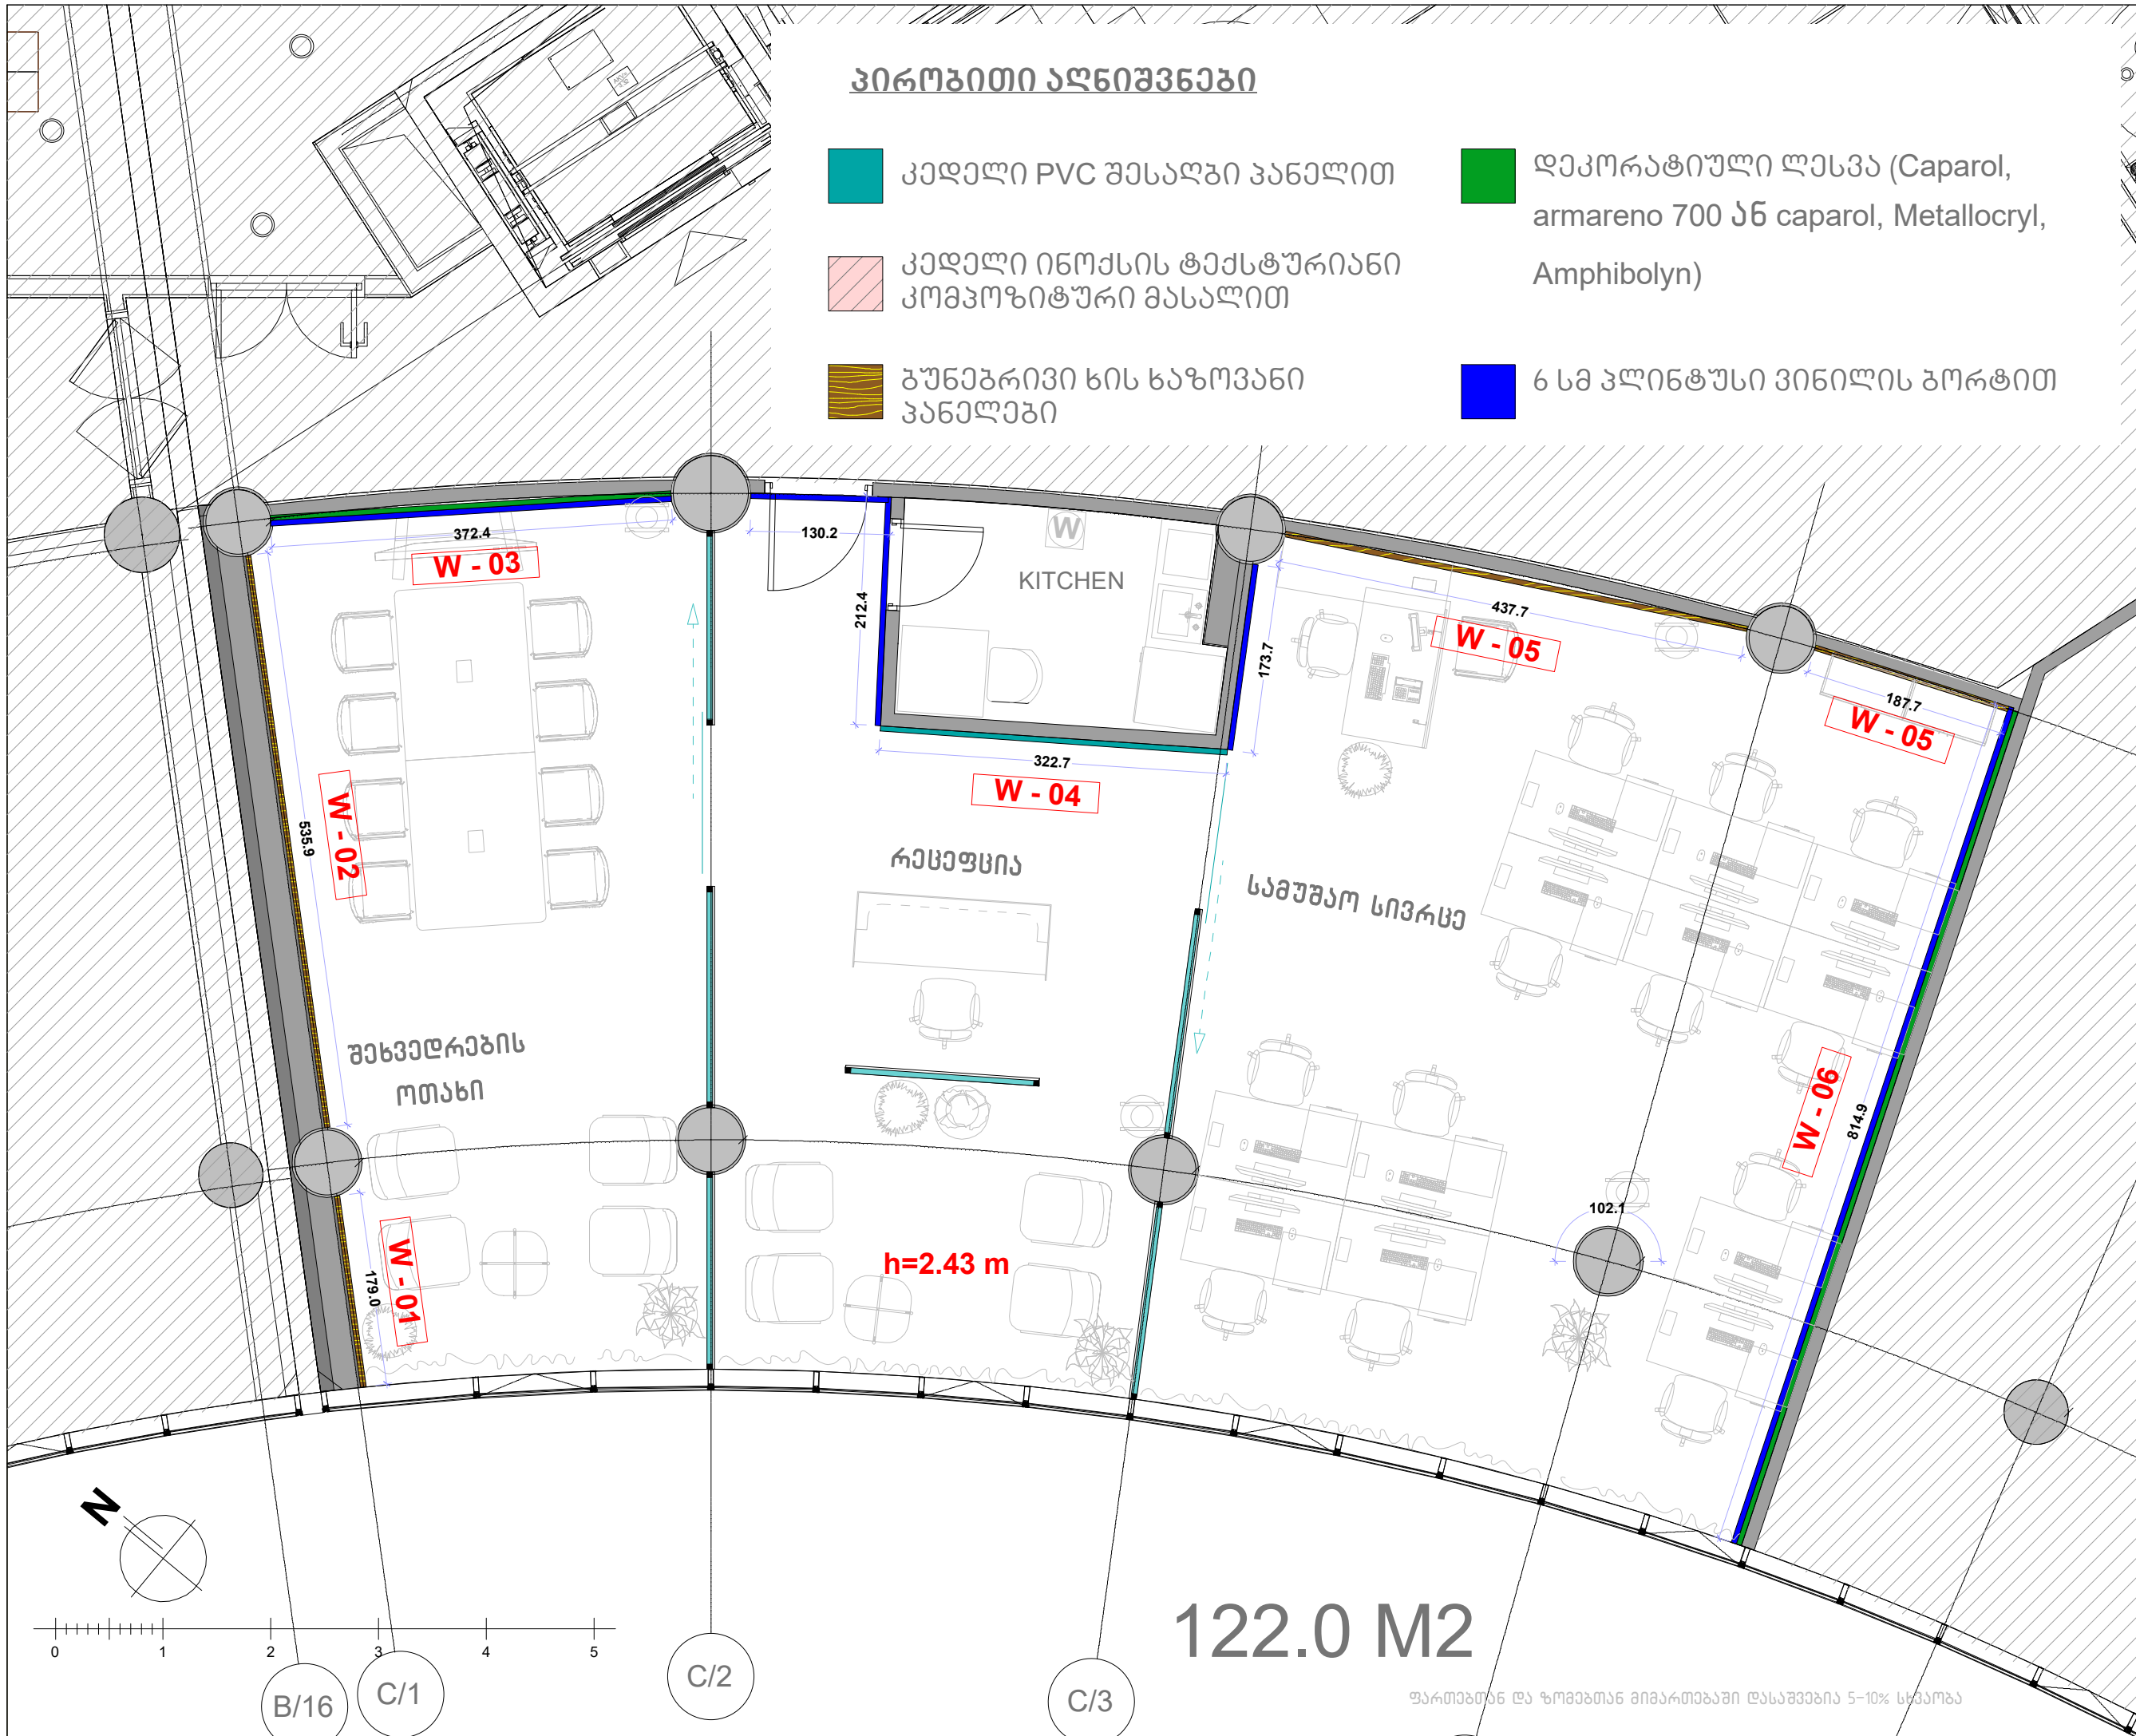 ᲞᲘᲠᲝᲑᲘᲗᲘ ᲐᲦᲜᲘᲨᲕᲜᲔᲑᲘ
ᲙᲔᲓᲔᲚᲘ PVC ᲨᲔᲡᲐᲦᲑᲘ ᲞᲐᲜᲔᲚᲘᲗ
ᲙᲔᲓᲔᲚᲘ ᲘᲜᲝᲥᲡᲘᲡ ᲢᲔᲥᲡᲢᲣᲠᲘᲐᲜᲘ
ᲙᲝᲛᲞᲝᲖᲘᲢᲣᲠᲘ ᲛᲐᲡᲐᲚᲘᲗ
ᲑᲣᲜᲔᲑᲠᲘᲕᲘ ᲮᲘᲡ ᲮᲐᲖᲝᲕᲐᲜᲘ
ᲞᲐᲜᲔᲚᲔᲑᲘ
ᲓᲔᲙᲝᲠᲐᲢᲘᲣᲚᲘ ᲚᲔᲡᲕᲐ (Caparol,
armareno 700 ᲐᲜ caparol, Metallocryl,
Amphibolyn)
6 ᲡᲛ ᲞᲚᲘᲜᲢᲣᲡᲘ ᲕᲘᲜᲘᲚᲘᲡ ᲑᲝᲠᲢᲘᲗ
372.4
W - 03
130.2
212.4
W
KITCHEN
173.7
437.7
W - 05
187.7
W - 05
322.7
W - 04
535.9
W - 02
ᲠᲔᲪᲔᲤᲪᲘᲐ
ᲡᲐᲛᲣᲨᲐᲝ ᲡᲘᲕᲠᲪᲔ
ᲨᲔᲮᲕᲔᲓᲠᲔᲑᲘᲡ
ᲝᲗᲐᲮᲘ
W - 06
814.9
102.1
h=2.43 m
W - 01
179.0
N
0 1 2 3 4 5
B/16
C/1
C/2
C/3
122.0 M2
ᲤᲐᲠᲗᲔᲑᲗᲐᲜ ᲓᲐ ᲖᲝᲛᲔᲑᲗᲐᲜ ᲛᲘᲛᲐᲠᲗᲔᲑᲐᲨᲘ ᲓᲐᲡᲐᲨᲕᲔᲑᲘᲐ 5-10% ᲡᲮᲕᲐᲝᲑᲐ